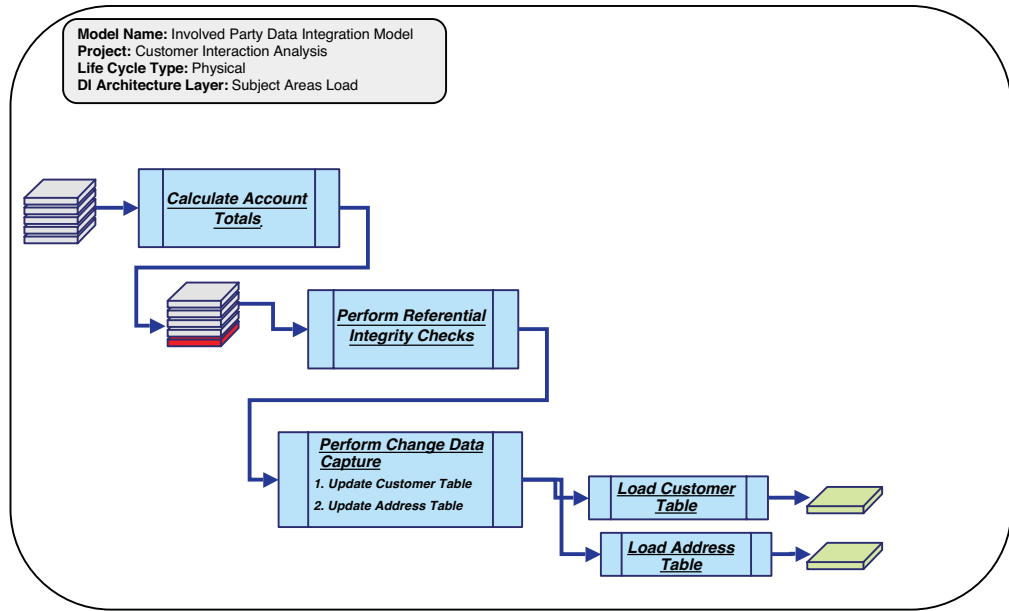 Model Name: Involved Party Data Integration Model
Project: Customer Interaction Analysis
Life Cycle Type: Physical
DI Architecture Layer: Subject Areas Load
Calculate Account
Totals.
Perform Referential
Integrity Checks
Perform Change Data
Capture
1. Update Customer Table
2. Update Address Table
Load Customer
Table
Load Address
Table